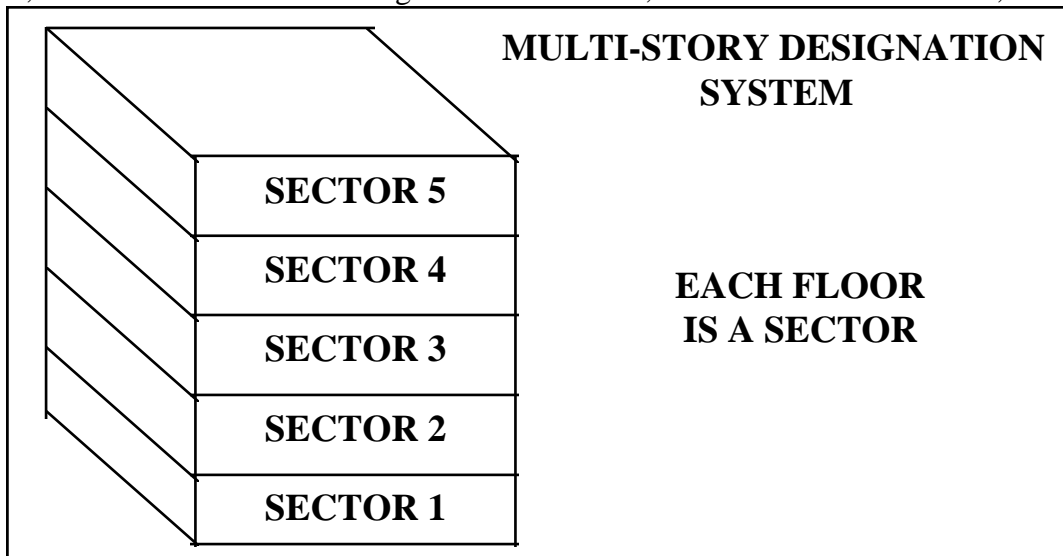 MULTI-STORY DESIGNATION
SYSTEM
SECTOR 5
SECTOR 4
EACH FLOOR
IS A SECTOR
SECTOR 3
SECTOR 2
SECTOR 1